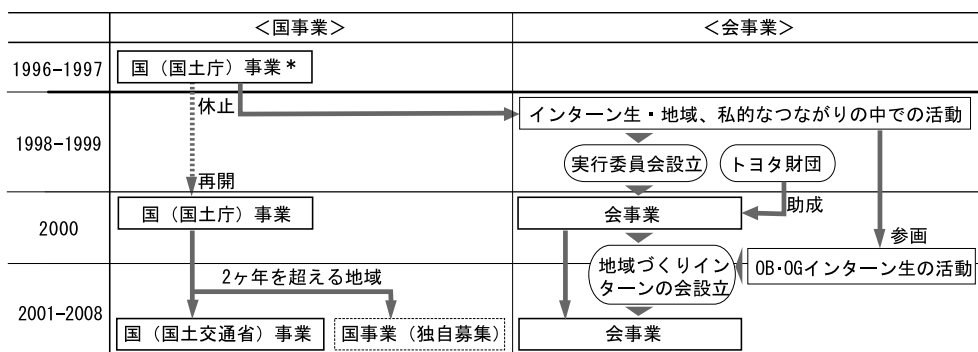 ＜国事業＞
＜会事業＞
1996-1997
国（国土庁）事業*
休止
インターン生・地域、私的なつながりの中での活動
1998-1999
実行委員会設立
トヨタ財団
再開
助成
2000
国（国土庁）事業
会事業
参画
2ヶ年を超える地域
地域づくりイン
ターンの会設立
OB・OGインターン生の活動
2001-2008
国（国土交通省）事業
国事業（独自募集）
会事業